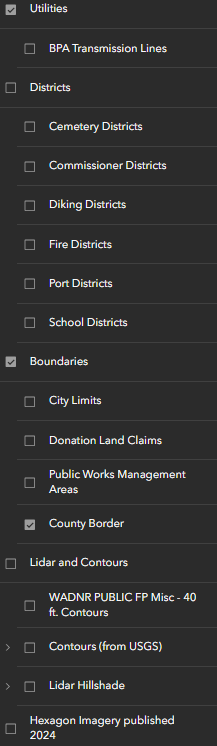 Utilities
BPA Transmission Lines
Districts
Cemetery Districts
Commissioner Districts
Diking Districts
Fire Districts
Port Districts
School Districts
Boundaries
City Limits
Donation Land Claims
Public Works Management
Areas
County Border
Lidar and Contours
WADNR PUBLIC FP Misc - 40
ft. Contours
Contours (from USGS)
Lidar Hillshade
Hexagon Imagery published
2024